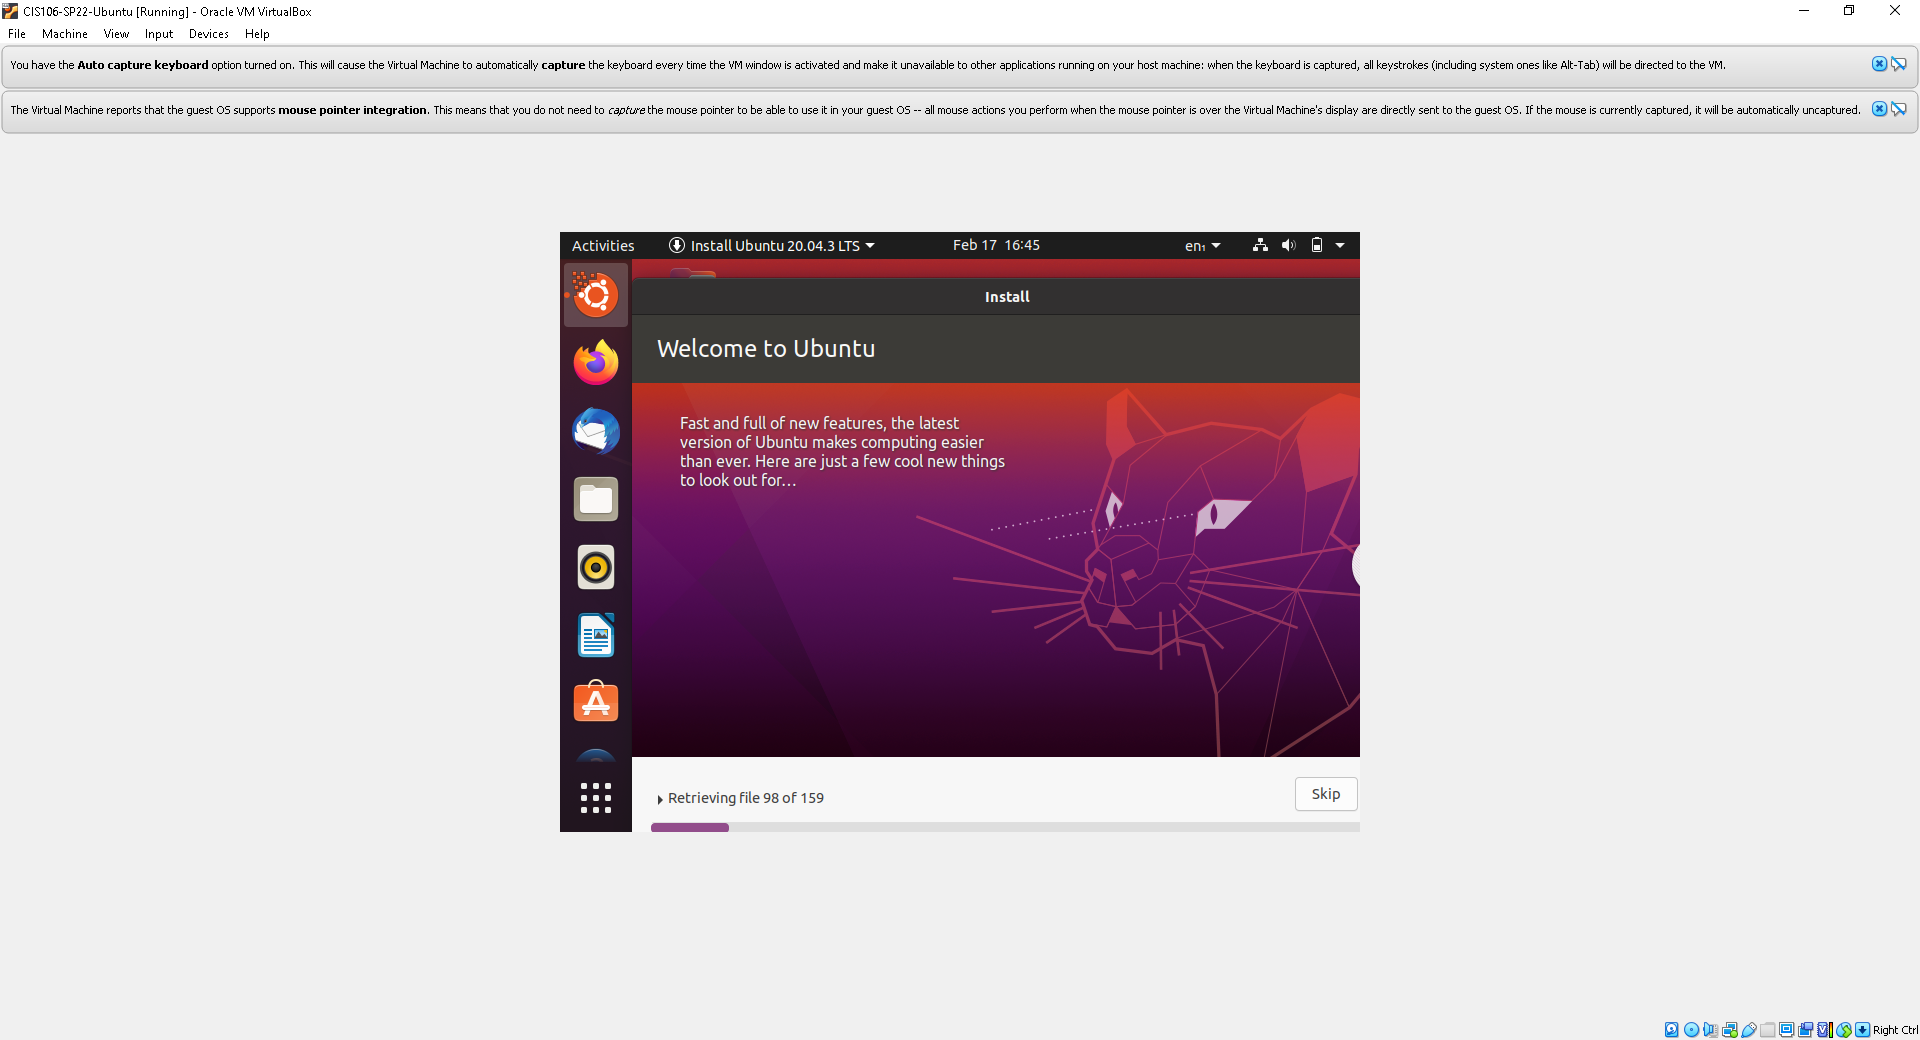 CIS106-SP22-Ubuntu [Running] - Oracle VM VirtualBox
File Machine View Input Devices Help
You have the Auto capture keyboard option turned on. This will cause the Virtual Machine to automatically capture the keyboard every time the VM window is activated and make it unavailable to other applications running on your host machine: when the keyboard is captured, all keystrokes (including system ones like Alt-Tab) will be directed to the VM.
The Virtual Machine reports that the guest OS supports mouse pointer integration. This means that you do not need to capture the mouse pointer to be able to use it in your guest OS -- all mouse actions you perform when the mouse pointer is over the Virtual Machine's display are directly sent to the guest OS. If the mouse is currently captured, it will be automatically uncaptured.
Activities Install Ubuntu 20.04.3 LTS Feb 17 16:45 en₁
Install
Welcome to Ubuntu
Fast and full of new features, the latest
version of Ubuntu makes computing easier
than ever. Here are just a few cool new things
to look out for…
Retrieving file 98 of 159 Skip
Right Ctrl